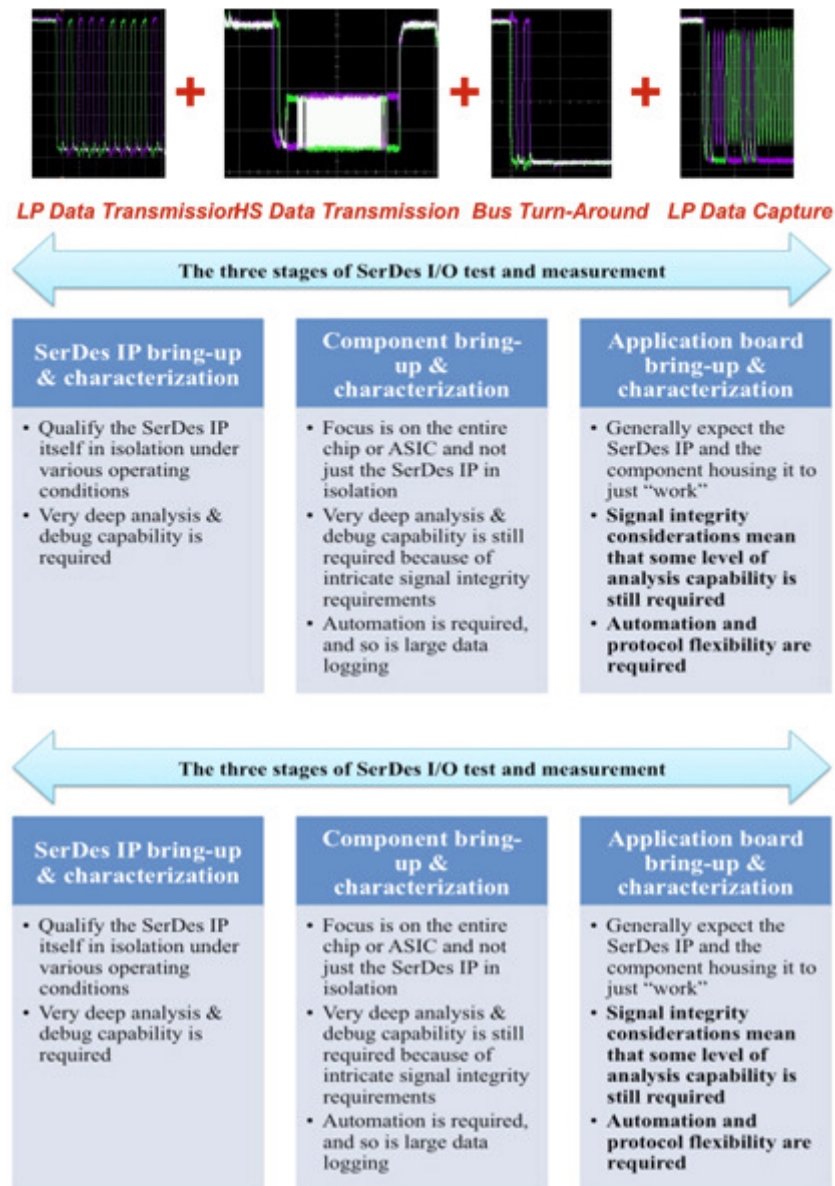 + + +
LP Data Transmission HS Data Transmission Bus Turn-Around LP Data Capture
The three stages of SerDes I/O test and measurement
SerDes IP bring-up
& characterization
• Qualify the SerDes IP
itself in isolation under
various operating
conditions
• Very deep analysis &
debug capability is
required
Component bring-
up &
characterization
• Focus is on the entire
chip or ASIC and not
just the SerDes IP in
isolation
• Very deep analysis &
debug capability is still
required because of
intricate signal integrity
requirements
• Automation is required,
and so is large data
logging
Application board
bring-up &
characterization
• Generally expect the
SerDes IP and the
component housing it to
just “work”
• Signal integrity
considerations mean
that some level of
analysis capability is
still required
• Automation and
protocol flexibility are
required
The three stages of SerDes I/O test and measurement
SerDes IP bring-up
& characterization
• Qualify the SerDes IP
itself in isolation under
various operating
conditions
• Very deep analysis &
debug capability is
required
Component bring-
up &
characterization
• Focus is on the entire
chip or ASIC and not
just the SerDes IP in
isolation
• Very deep analysis &
debug capability is still
required because of
intricate signal integrity
requirements
• Automation is required,
and so is large data
logging
Application board
bring-up &
characterization
• Generally expect the
SerDes IP and the
component housing it to
just “work”
• Signal integrity
considerations mean
that some level of
analysis capability is
still required
• Automation and
protocol flexibility are
required